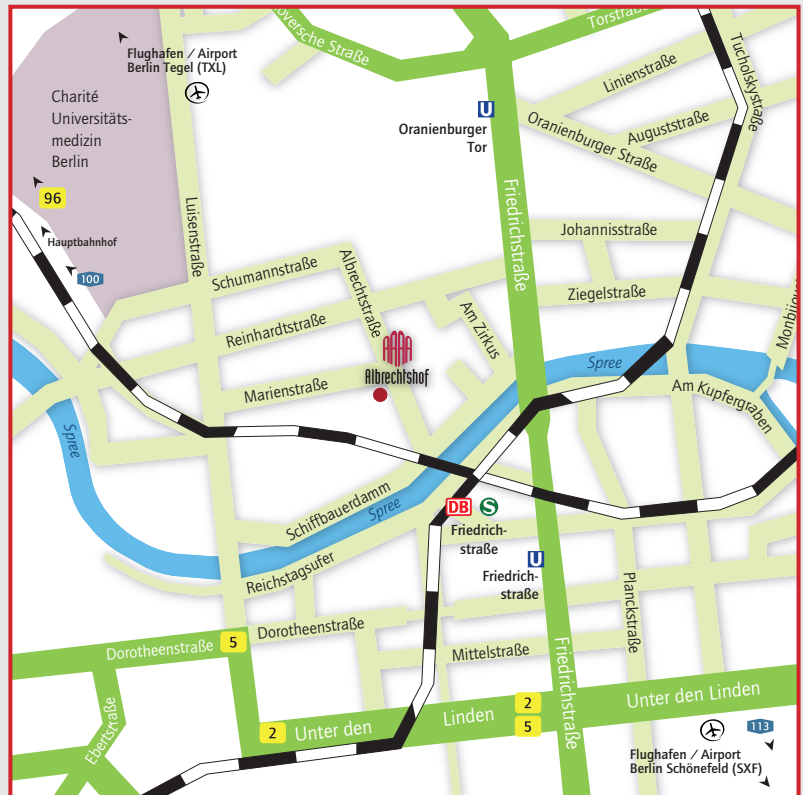 oversche Straße
Torstraße
Flughafen / Airport
Berlin Tegel (TXL)
Tucholskystraße
Linienstraße
Charité
Universitäts-
medizin
Berlin
U
Oranienburger
Tor
Oranienburger Straße
Auguststraße
96
Hauptbahnhof
100
Luisenstraße
Friedrichstraße
Johannisstraße
Schumannstraße
Albrechtstraße
Ziegelstraße
Reinhardtstraße
Am Zirkus
Monbijou
Albrechtshof
Spree
Marienstraße
Am Kupfergraben
Spree
Schiffbauerdamm
Spree
DB
S
Friedrich-
straße
U
Friedrich-
straße
Reichstagsufer
Planckstraße
Dorotheenstraße
5
Dorotheenstraße
Mittelstraße
Friedrichstraße
Ebertstraße
2
Unter den
Linden
2
5
Unter den Linden
113
Flughafen / Airport
Berlin Schönefeld (SXF)